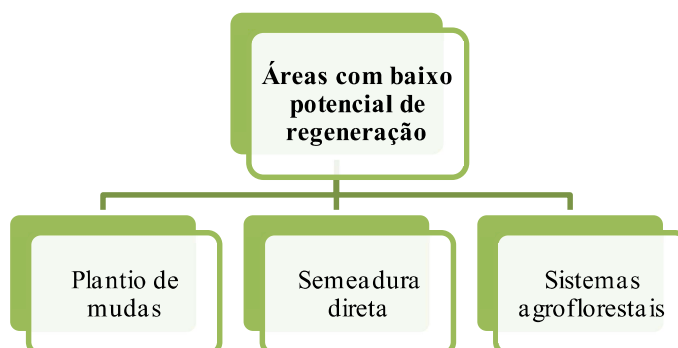 Áreas com baixo
potencial de
regeneração
Plantio de
mudas
Semeadura
direta
Sistemas
agroflorestais